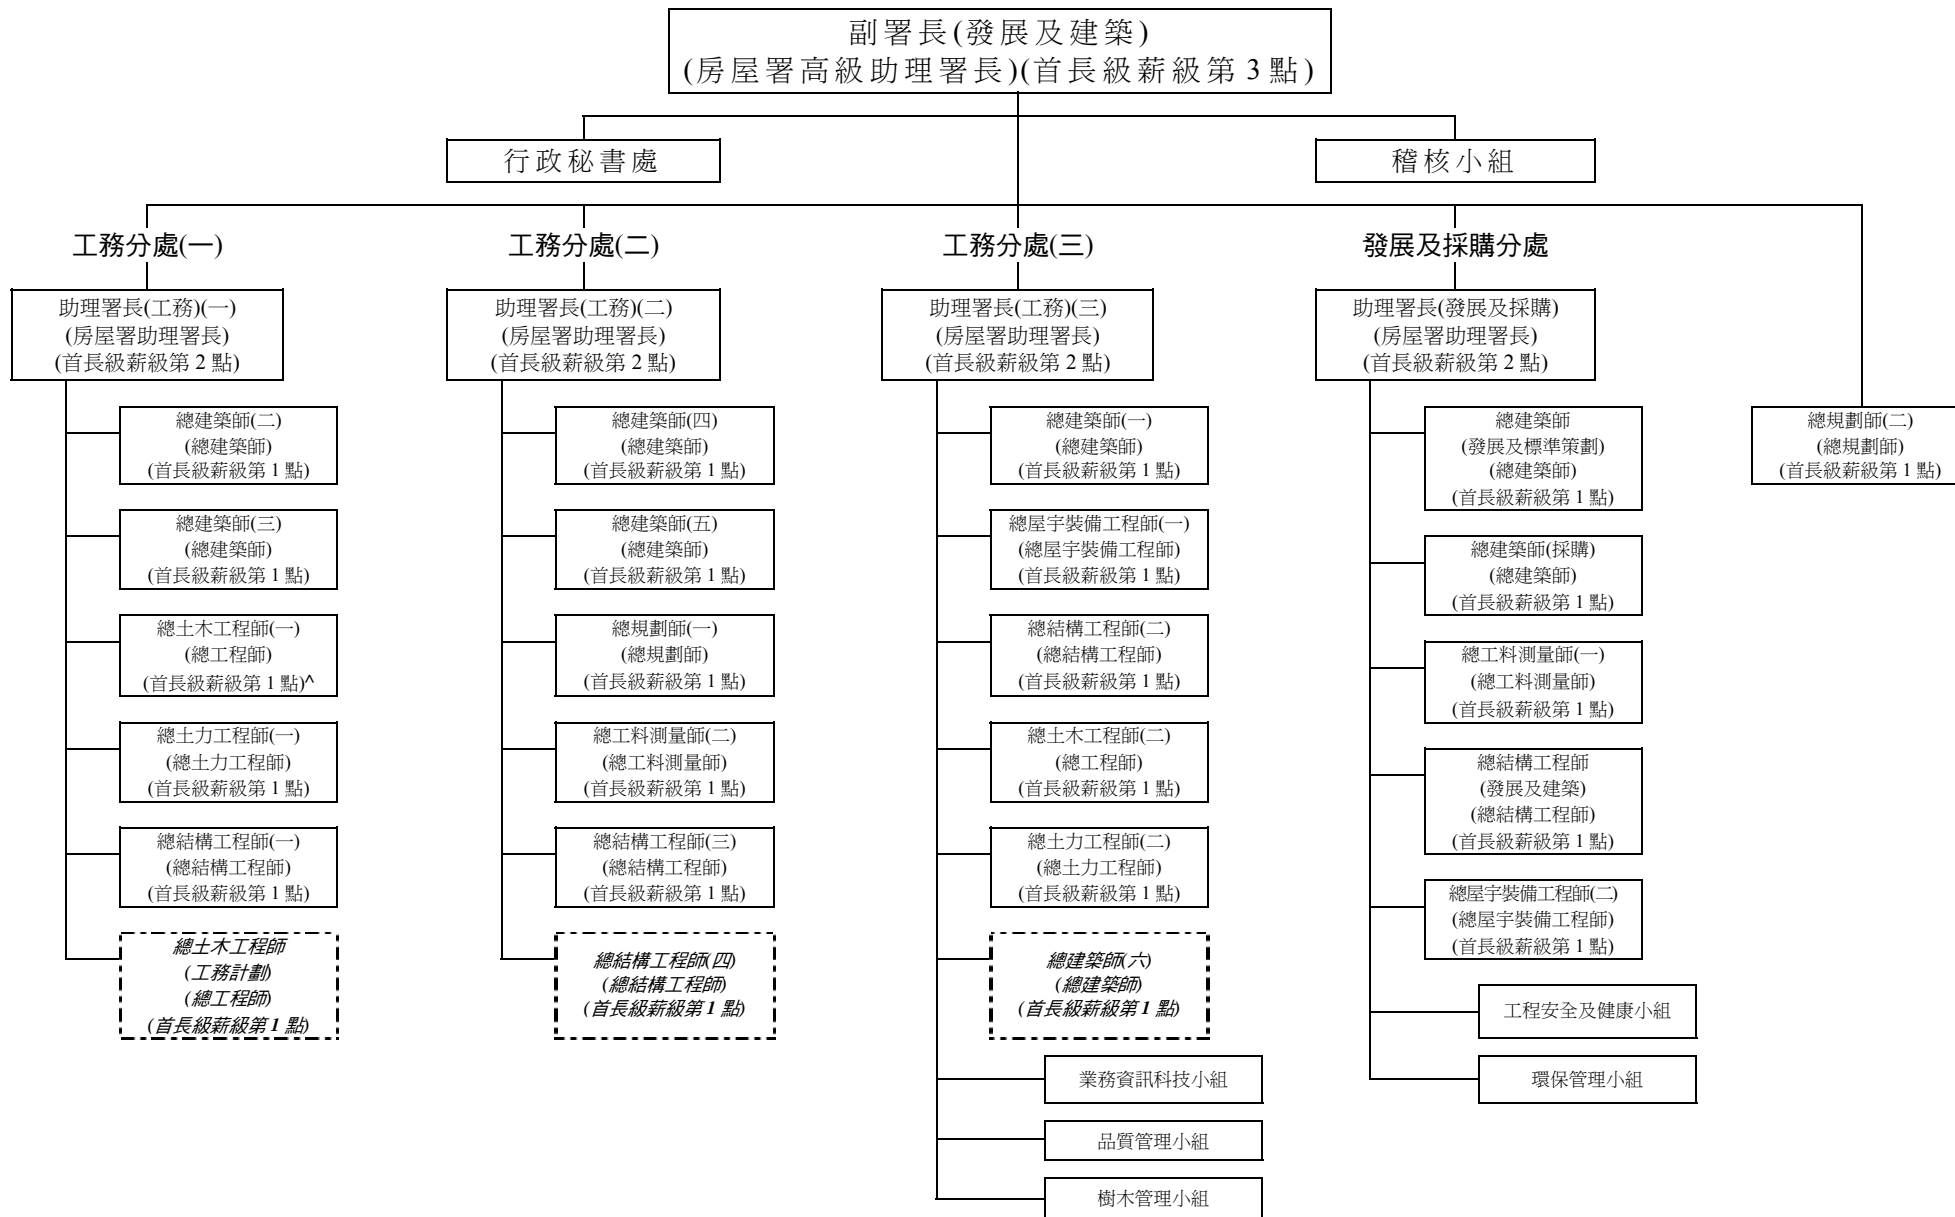 副署長(發展及建築)
(房屋署高級助理署長)(首長級薪級第 3 點)
行政秘書處
稽核小組
工務分處(一)
工務分處(二)
工務分處(三)
發展及採購分處
助理署長(工務)(一)
(房屋署助理署長)
(首長級薪級第 2 點)
助理署長(工務)(二)
(房屋署助理署長)
(首長級薪級第 2 點)
助理署長(工務)(三)
(房屋署助理署長)
(首長級薪級第 2 點)
助理署長(發展及採購)
(房屋署助理署長)
(首長級薪級第 2 點)
總建築師(二)
(總建築師)
(首長級薪級第 1 點)
總建築師(三)
(總建築師)
(首長級薪級第 1 點)
總土木工程師(一)
(總工程師)
(首長級薪級第 1 點)^
總土力工程師(一)
(總土力工程師)
(首長級薪級第 1 點)
總結構工程師(一)
(總結構工程師)
(首長級薪級第 1 點)
總土木工程師
(工務計劃)
(總工程師)
(首長級薪級第 1 點)
總建築師(四)
(總建築師)
(首長級薪級第 1 點)
總建築師(五)
(總建築師)
(首長級薪級第 1 點)
總規劃師(一)
(總規劃師)
(首長級薪級第 1 點)
總工料測量師(二)
(總工料測量師)
(首長級薪級第 1 點)
總結構工程師(三)
(總結構工程師)
(首長級薪級第 1 點)
總結構工程師(四)
(總結構工程師)
(首長級薪級第 1 點)
總建築師(一)
(總建築師)
(首長級薪級第 1 點)
總屋宇裝備工程師(一)
(總屋宇裝備工程師)
(首長級薪級第 1 點)
總結構工程師(二)
(總結構工程師)
(首長級薪級第 1 點)
總土木工程師(二)
(總工程師)
(首長級薪級第 1 點)
總土力工程師(二)
(總土力工程師)
(首長級薪級第 1 點)
總建築師(六)
(總建築師)
(首長級薪級第 1 點)
業務資訊科技小組
品質管理小組
樹木管理小組
總建築師
(發展及標準策劃)
(總建築師)
(首長級薪級第 1 點)
總建築師(採購)
(總建築師)
(首長級薪級第 1 點)
總工料測量師(一)
(總工料測量師)
(首長級薪級第 1 點)
總結構工程師
(發展及建築)
(總結構工程師)
(首長級薪級第 1 點)
總屋宇裝備工程師(二)
(總屋宇裝備工程師)
(首長級薪級第 1 點)
工程安全及健康小組
環保管理小組
總規劃師(二)
(總規劃師)
(首長級薪級第 1 點)